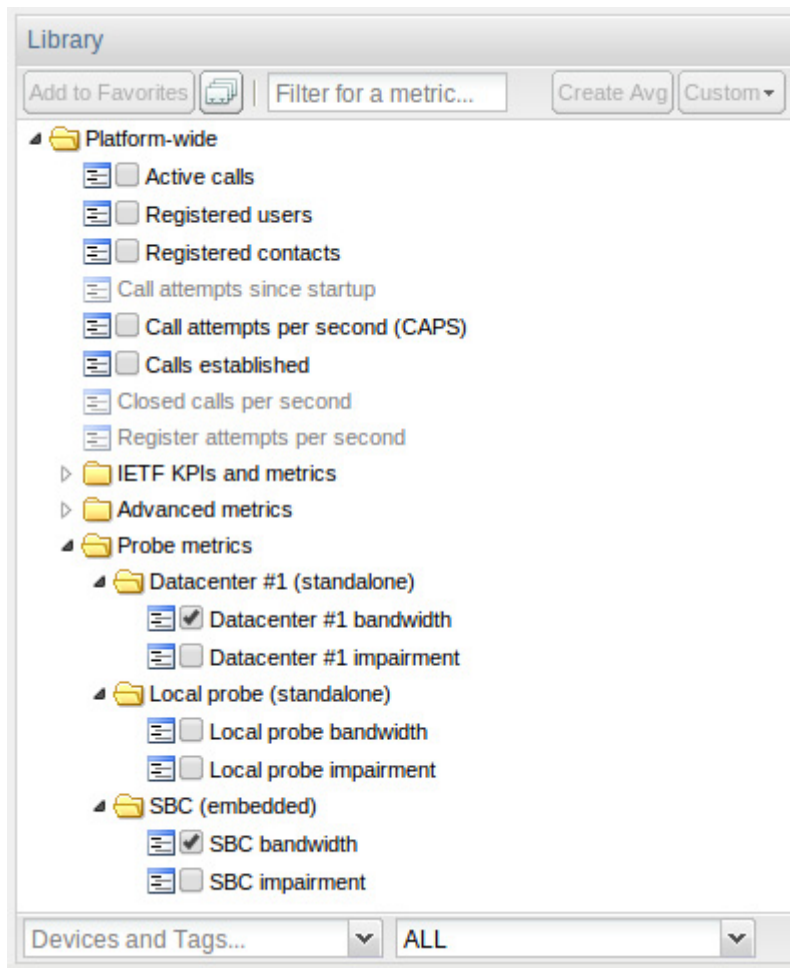 Library
Add to Favorites | Filter for a metric... Create Avg Custom
Platform-wide
Active calls
Registered users
Registered contacts
Call attempts since startup
Call attempts per second (CAPS)
Calls established
Closed calls per second
Register attempts per second
IETF KPIs and metrics
Advanced metrics
Probe metrics
Datacenter #1 (standalone)
Datacenter #1 bandwidth
Datacenter #1 impairment
Local probe (standalone)
Local probe bandwidth
Local probe impairment
SBC (embedded)
SBC bandwidth
SBC impairment
Devices and Tags... ALL